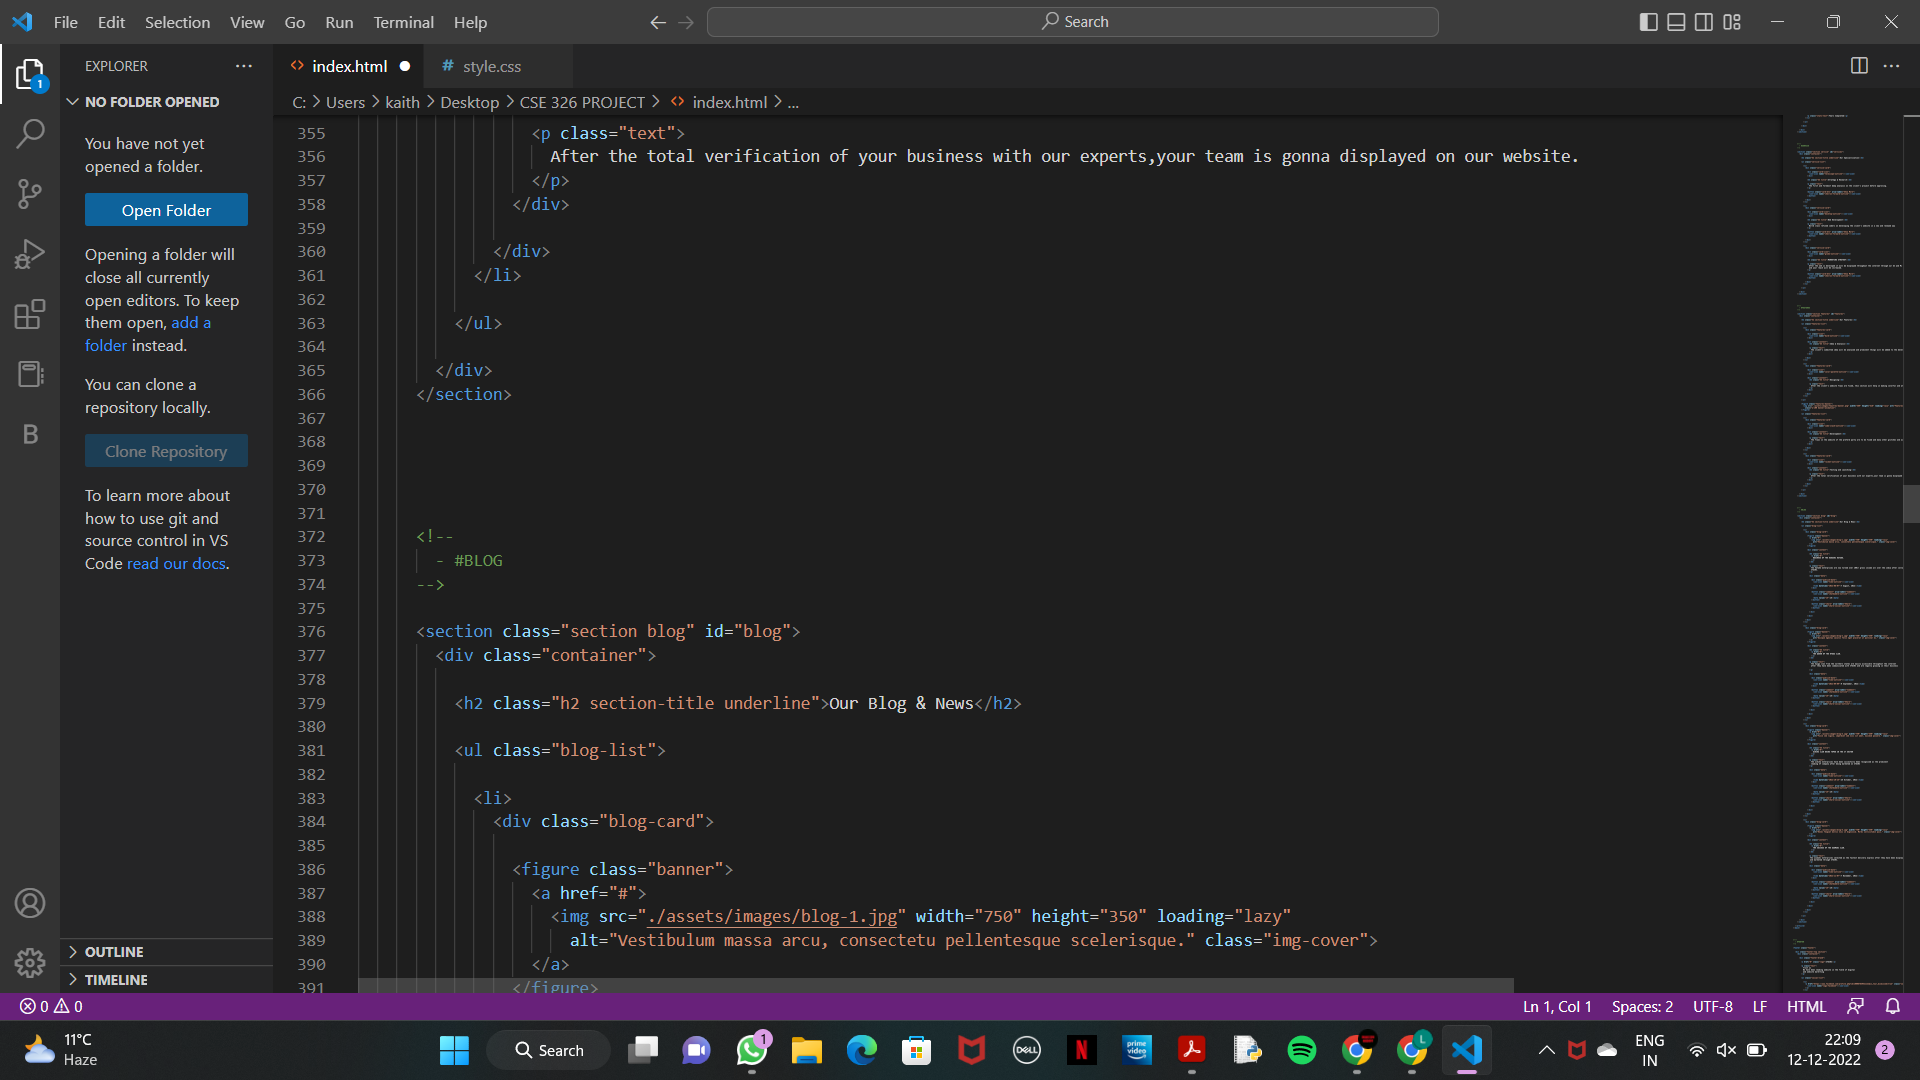 File Edit Selection View Go Run Terminal Help
Search
EXPLORER
NO FOLDER OPENED
You have not yet
opened a folder.
Open Folder
Opening a folder will
close all currently
open editors. To keep
them open, add a
folder instead.
You can clone a
repository locally.
Clone Repository
To learn more about
how to use git and
source control in VS
Code read our docs.
OUTLINE
TIMELINE
index.html
# style.css
C: > Users > kaith > Desktop > CSE 326 PROJECT > index.html > ...
355 <p class="text">
356 After the total verification of your business with our experts,your team is gonna displayed on our website.
357 </p>
358 </div>
359
360 </div>
361 </li>
362
363 </ul>
364
365 </div>
366 </section>
367
368
369
370
371
372 <!--
373 - #BLOG
374 -->
375
376 <section class="section blog" id="blog">
377 <div class="container">
378
379 <h2 class="h2 section-title underline">Our Blog & News</h2>
380
381 <ul class="blog-list">
382
383 <li>
384 <div class="blog-card">
385
386 <figure class="banner">
387 <a href="#">
388 <img src="./assets/images/blog-1.jpg" width="750" height="350" loading="lazy"
389 alt="Vestibulum massa arcu, consectetu pellentesque scelerisque." class="img-cover">
390 </a>
391 </figure>
0 0
Ln 1, Col 1 Spaces: 2 UTF-8 LF HTML
11°C
Haze
Search
1
DELL
N
prime
video
L
ENG
IN
22:09
12-12-2022
2